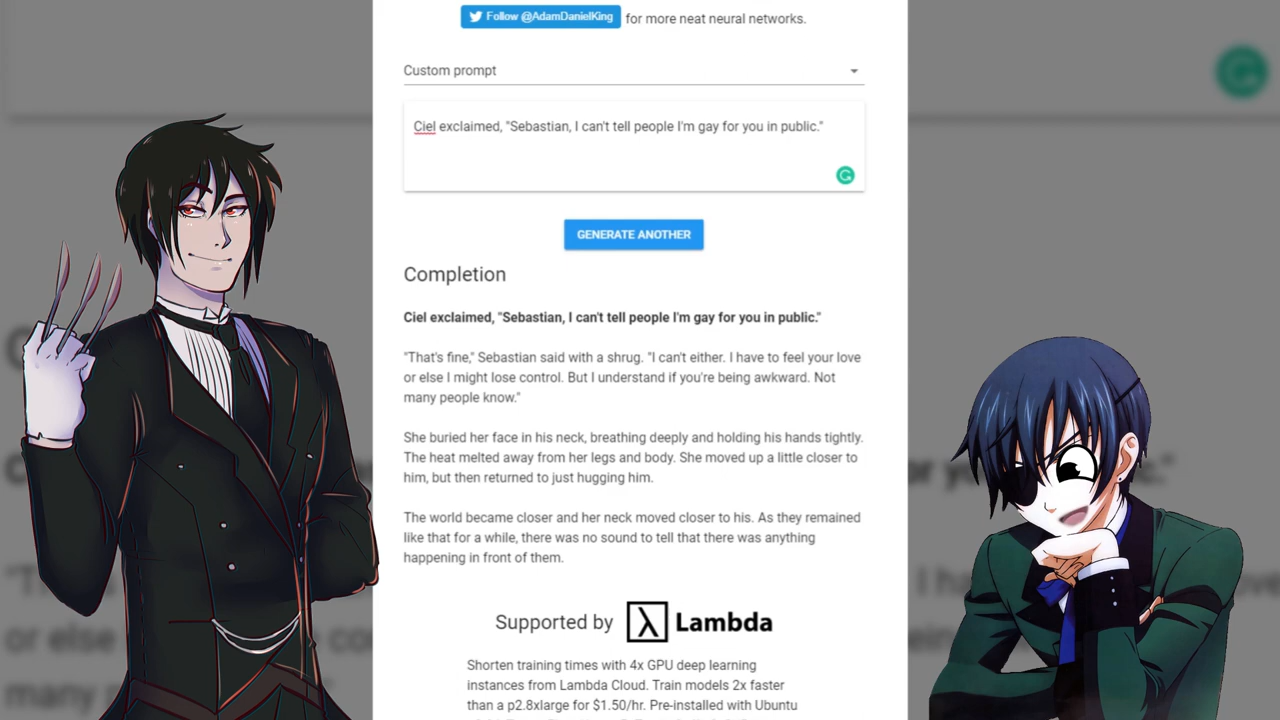 Follow @AdamDanielKing for more neat neural networks.
Custom prompt
Ciel exclaimed, "Sebastian, I can't tell people I'm gay for you in public."
GENERATE ANOTHER
Completion
Ciel exclaimed, "Sebastian, I can't tell people I'm gay for you in public."
"That's fine," Sebastian said with a shrug. "I can't either. I have to feel your love
or else I might lose control. But I understand if you're being awkward. Not
many people know."
She buried her face in his neck, breathing deeply and holding his hands tightly.
The heat melted away from her legs and body. She moved up a little closer to
him, but then returned to just hugging him.
The world became closer and her neck moved closer to his. As they remained
like that for a while, there was no sound to tell that there was anything
happening in front of them.
Supported by Lambda
Shorten training times with 4x GPU deep learning
instances from Lambda Cloud. Train models 2x faster
than a p2.8xlarge for $1.50/hr. Pre-installed with Ubuntu